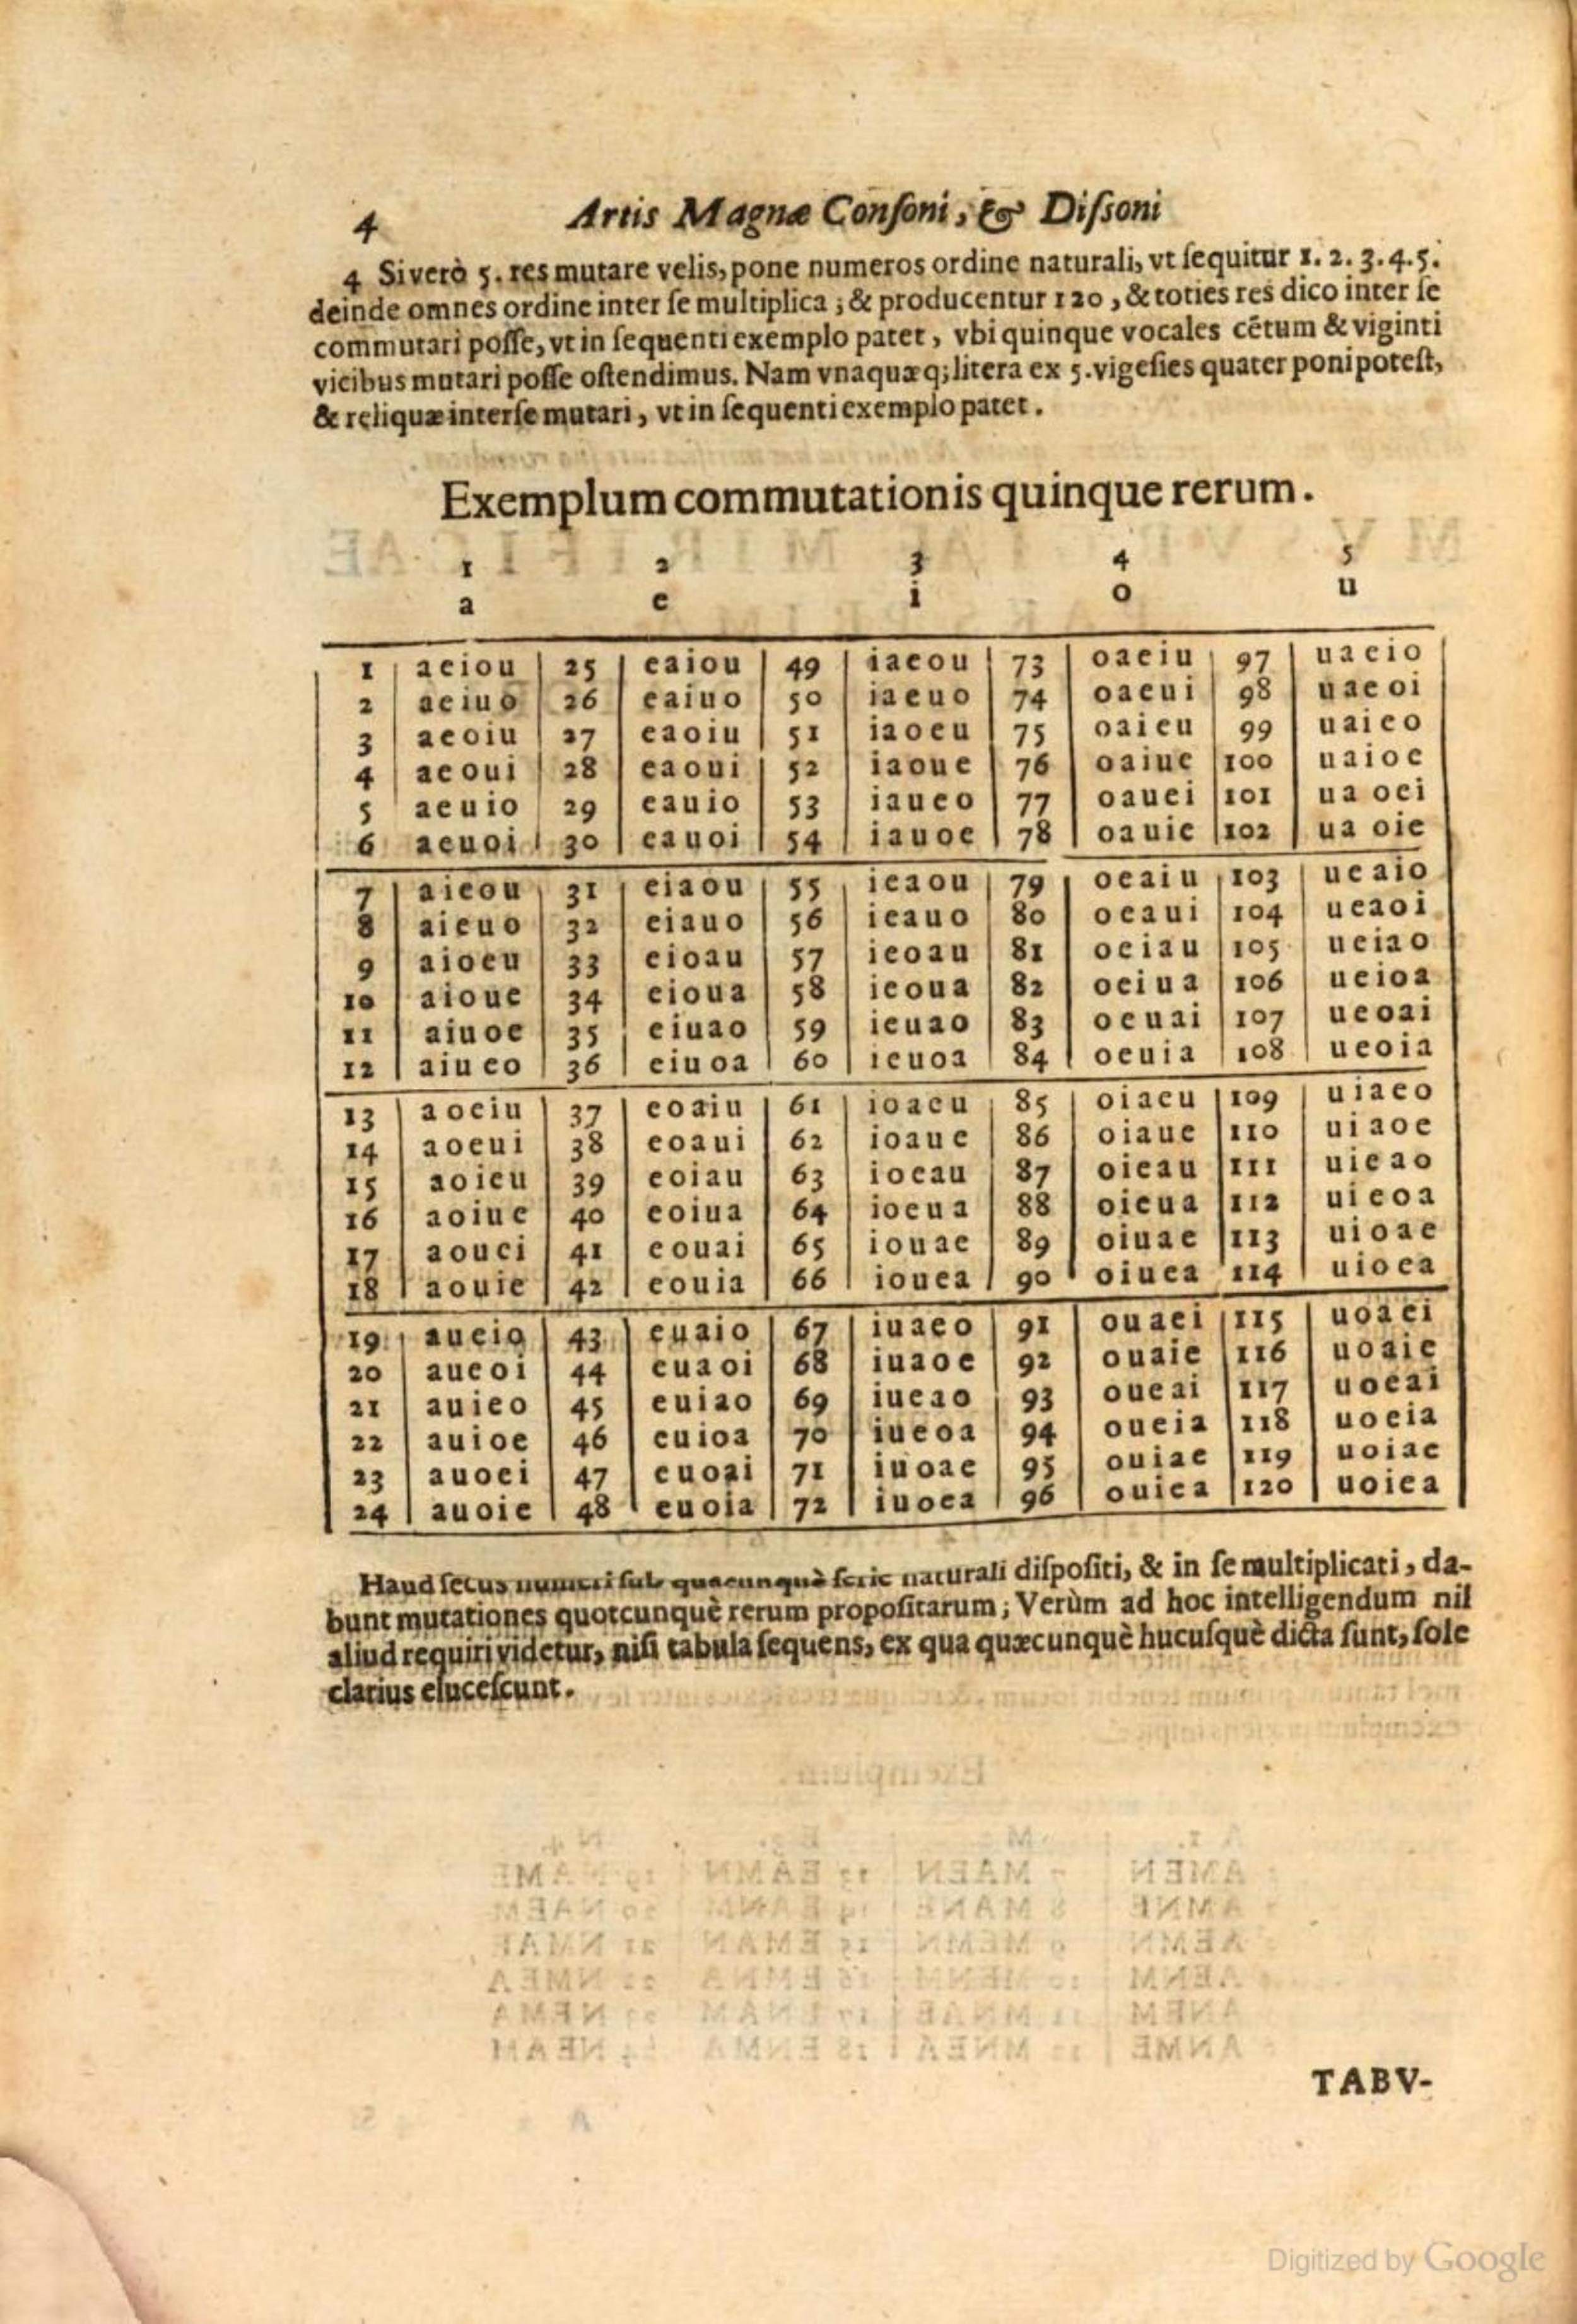 4 Artis Magnæ Conſoni, & Diſſoni
4 Si verò 5. res mutare velis, pone numeros ordine naturali, vt ſequitur 1. 2. 3. 4. 5.
deinde omnes ordine inter ſe multiplica ; & producentur 120 , & toties res dico inter ſe
commutari poſſe, vt in ſequenti exemplo patet , vbi quinque vocales cẽtum & viginti
vicibus mutari poſſe oſtendimus. Nam vnaquæq; litera ex 5. vigeſies quater poni poteſt,
& reliquæ inter ſe mutari , vt in ſequenti exemplo patet .
Exemplum commutationis quinque rerum .
1 2 3 4 5
a e i o u
1 aeiou 25 eaiou 49 iaeou 73 oaeiu 97 uaeio
2 aeiuo 26 eaiuo 50 iaeuo 74 oaeui 98 uaeoi
3 aeoiu 27 eaoiu 51 iaoeu 75 oaieu 99 uaieo
4 aeoui 28 eaoui 52 iaoue 76 oaiue 100 uaioe
5 aeuio 29 eauio 53 iaueo 77 oauei 101 uaoei
6 aeuoi 30 eauoi 54 iauoe 78 oauie 102 uaoie
7 aieou 31 eiaou 55 ieaou 79 oeaiu 103 ueaio
8 aieuo 32 eiauo 56 ieauo 80 oeaui 104 ueaoi
9 aioeu 33 eioau 57 ieoau 81 oeiau 105 ueiao
10 aioue 34 eioua 58 ieoua 82 oeiua 106 ueioa
11 aiuoe 35 eiuao 59 ieuao 83 oeuai 107 ueoai
12 aiueo 36 eiuoa 60 ieuoa 84 oeuia 108 ueoia
13 aoeiu 37 eoaiu 61 ioaeu 85 oiaeu 109 uiaeo
14 aoeui 38 eoaui 62 ioaue 86 oiaue 110 uiaoe
15 aoieu 39 eoiau 63 ioeau 87 oieau 111 uieao
16 aoiue 40 eoiua 64 ioeua 88 oieua 112 uieoa
17 aouei 41 eouai 65 iouae 89 oiuae 113 uioae
18 aouie 42 eouia 66 iouea 90 oiuea 114 uioea
19 aueio 43 euaio 67 iuaeo 91 ouaei 115 uoaei
20 aueoi 44 euaoi 68 iuaoe 92 ouaie 116 uoaie
21 auieo 45 euiao 69 iueao 93 oueai 117 uoeai
22 auioe 46 euioa 70 iueoa 94 oueia 118 uoeia
23 auoei 47 euoai 71 iuoae 95 ouiae 119 uoiae
24 auoie 48 euoia 72 iuoea 96 ouiea 120 uoiea
Haud ſecus numeri ſub quacunquè ſerie naturali diſpoſiti, & in ſe multiplicati , da-
bunt mutationes quotcunquè rerum propoſitarum ; Verùm ad hoc intelligendum nil
aliud requiri videtur, niſi tabula ſequens, ex qua quæcunquè hucuſquè dicta ſunt, ſole
clarius eluceſcunt .
TABV-
Digitized by Google